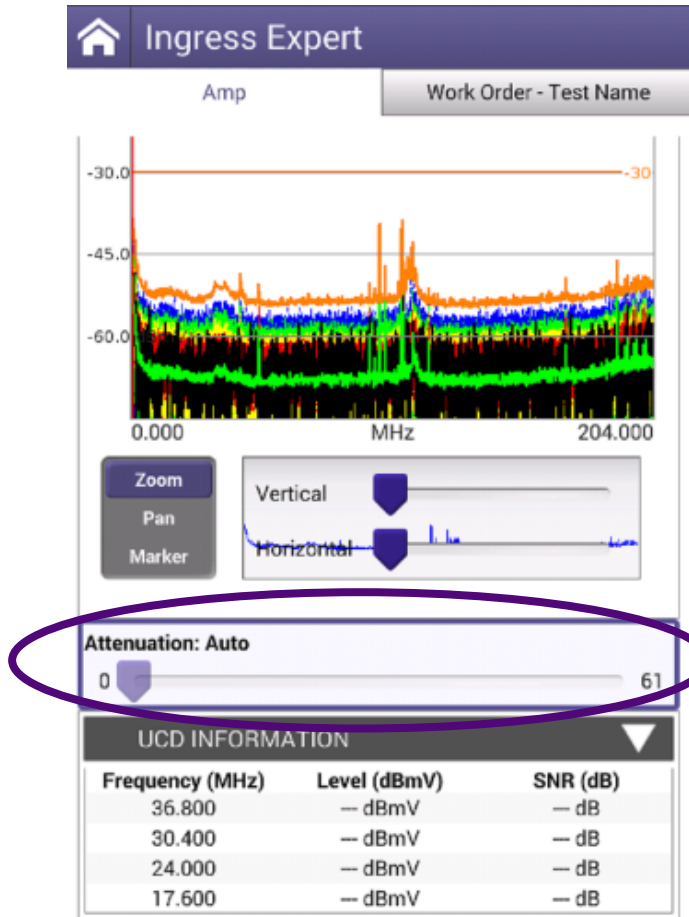 Ingress Expert
Amp Work Order - Test Name
-30.0 -30
-45.0
-60.0
0.000 MHz 204.000
Zoom
Pan
Marker
Vertical
Horizontal
Attenuation: Auto
0 61
UCD INFORMATION
Frequency (MHz) Level (dBmV) SNR (dB)
36.800 --- dBmV --- dB
30.400 --- dBmV --- dB
24.000 --- dBmV --- dB
17.600 --- dBmV --- dB